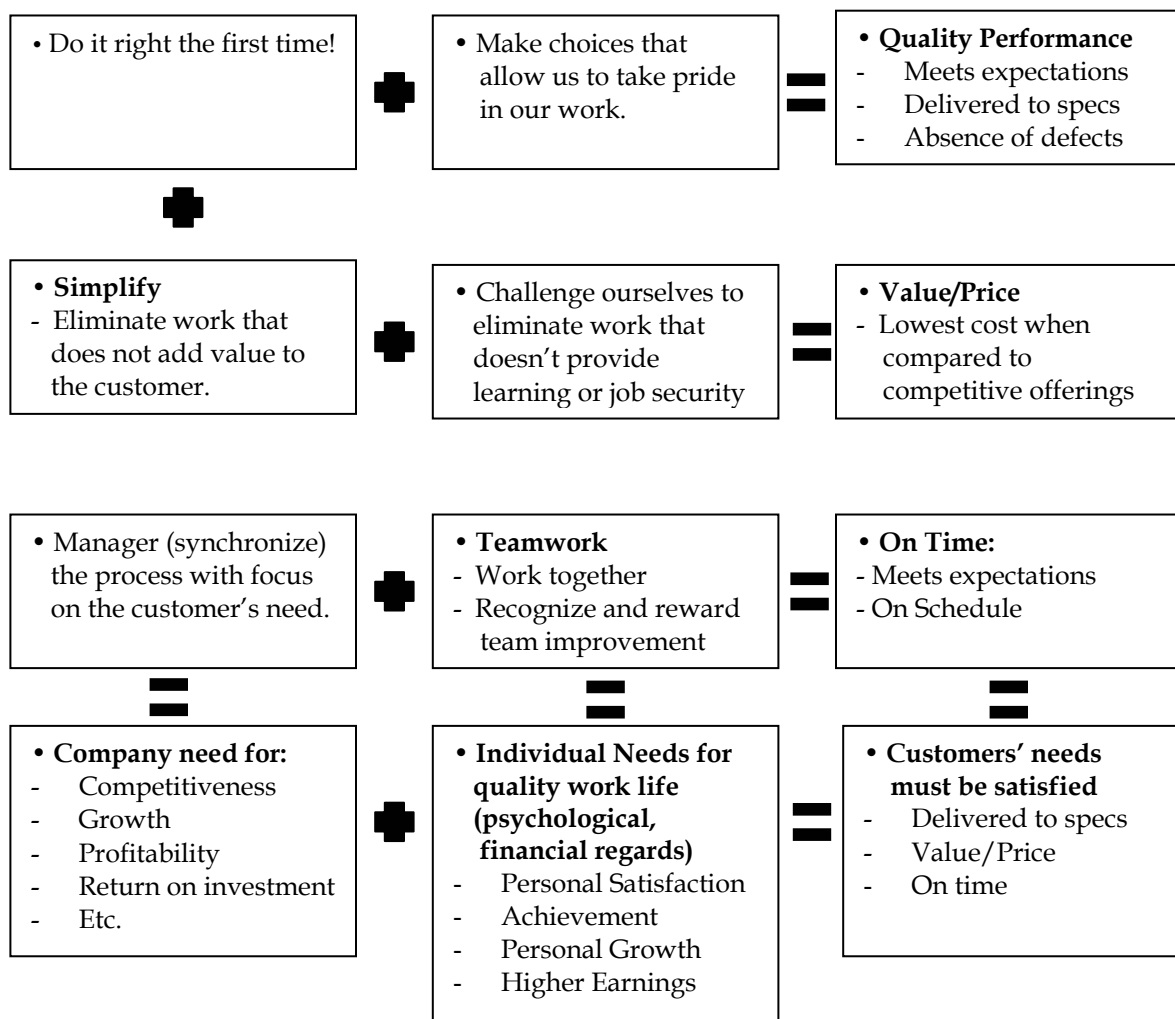 • Do it right the first time!
• Make choices that
allow us to take pride
in our work.
• Quality Performance
- Meets expectations
- Delivered to specs
- Absence of defects
• Simplify
- Eliminate work that
does not add value to
the customer.
• Challenge ourselves to
eliminate work that
doesn't provide
learning or job security
• Value/Price
- Lowest cost when
compared to
competitive offerings
• Manager (synchronize)
the process with focus
on the customer's need.
• Teamwork
- Work together
- Recognize and reward
team improvement
• On Time:
- Meets expectations
- On Schedule
• Company need for:
- Competitiveness
- Growth
- Profitability
- Return on investment
- Etc.
• Individual Needs for
quality work life
(psychological,
financial regards)
- Personal Satisfaction
- Achievement
- Personal Growth
- Higher Earnings
• Customers' needs
must be satisfied
- Delivered to specs
- Value/Price
- On time